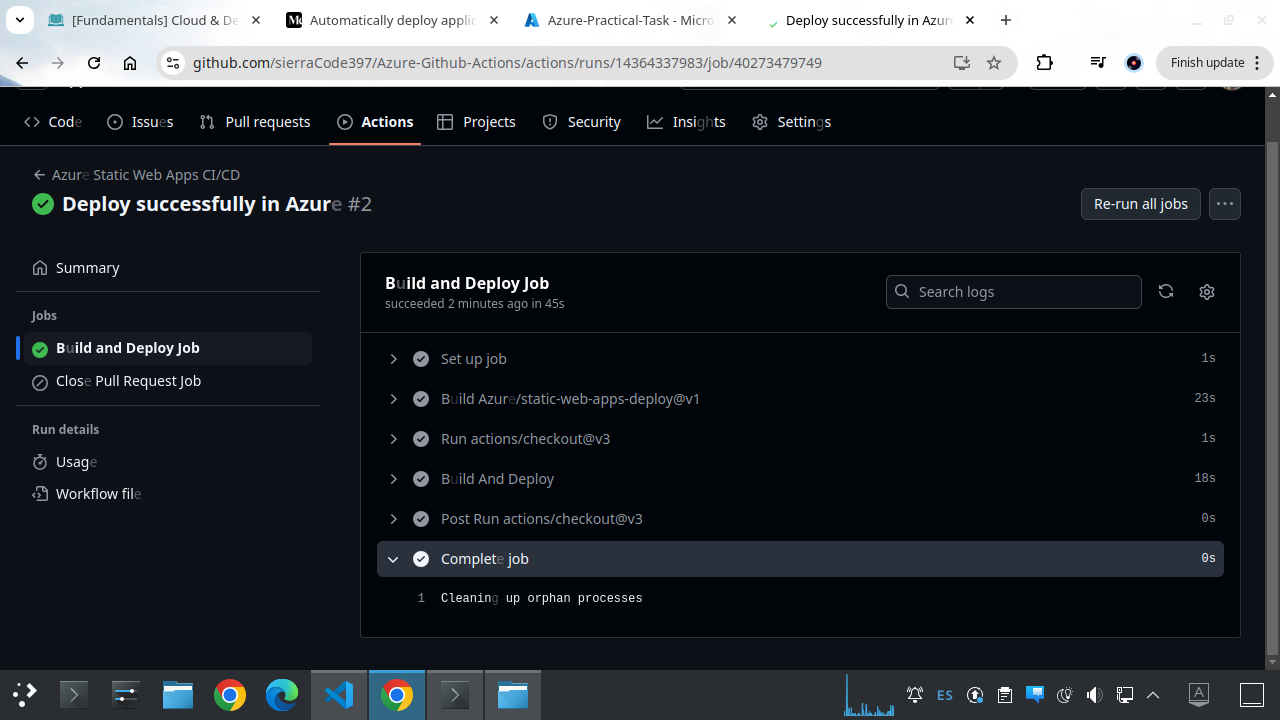 [Fundamentals] Cloud & De
Automatically deploy applic
Azure-Practical-Task - Micro
Deploy successfully in Azure
github.com/sierraCode397/Azure-Github-Actions/actions/runs/14364337983/job/40273479749
Finish update
Code
Issues
Pull requests
Actions
Projects
Security
Insights
Settings
Azure Static Web Apps CI/CD
Deploy successfully in Azure #2
Re-run all jobs
Summary
Jobs
Build and Deploy Job
Close Pull Request Job
Run details
Usage
Workflow file
Build and Deploy Job
succeeded 2 minutes ago in 45s
Search logs
Set up job 1s
Build Azure/static-web-apps-deploy@v1 23s
Run actions/checkout@v3 1s
Build And Deploy 18s
Post Run actions/checkout@v3 0s
Complete job 0s
1 Cleaning up orphan processes
ES
A